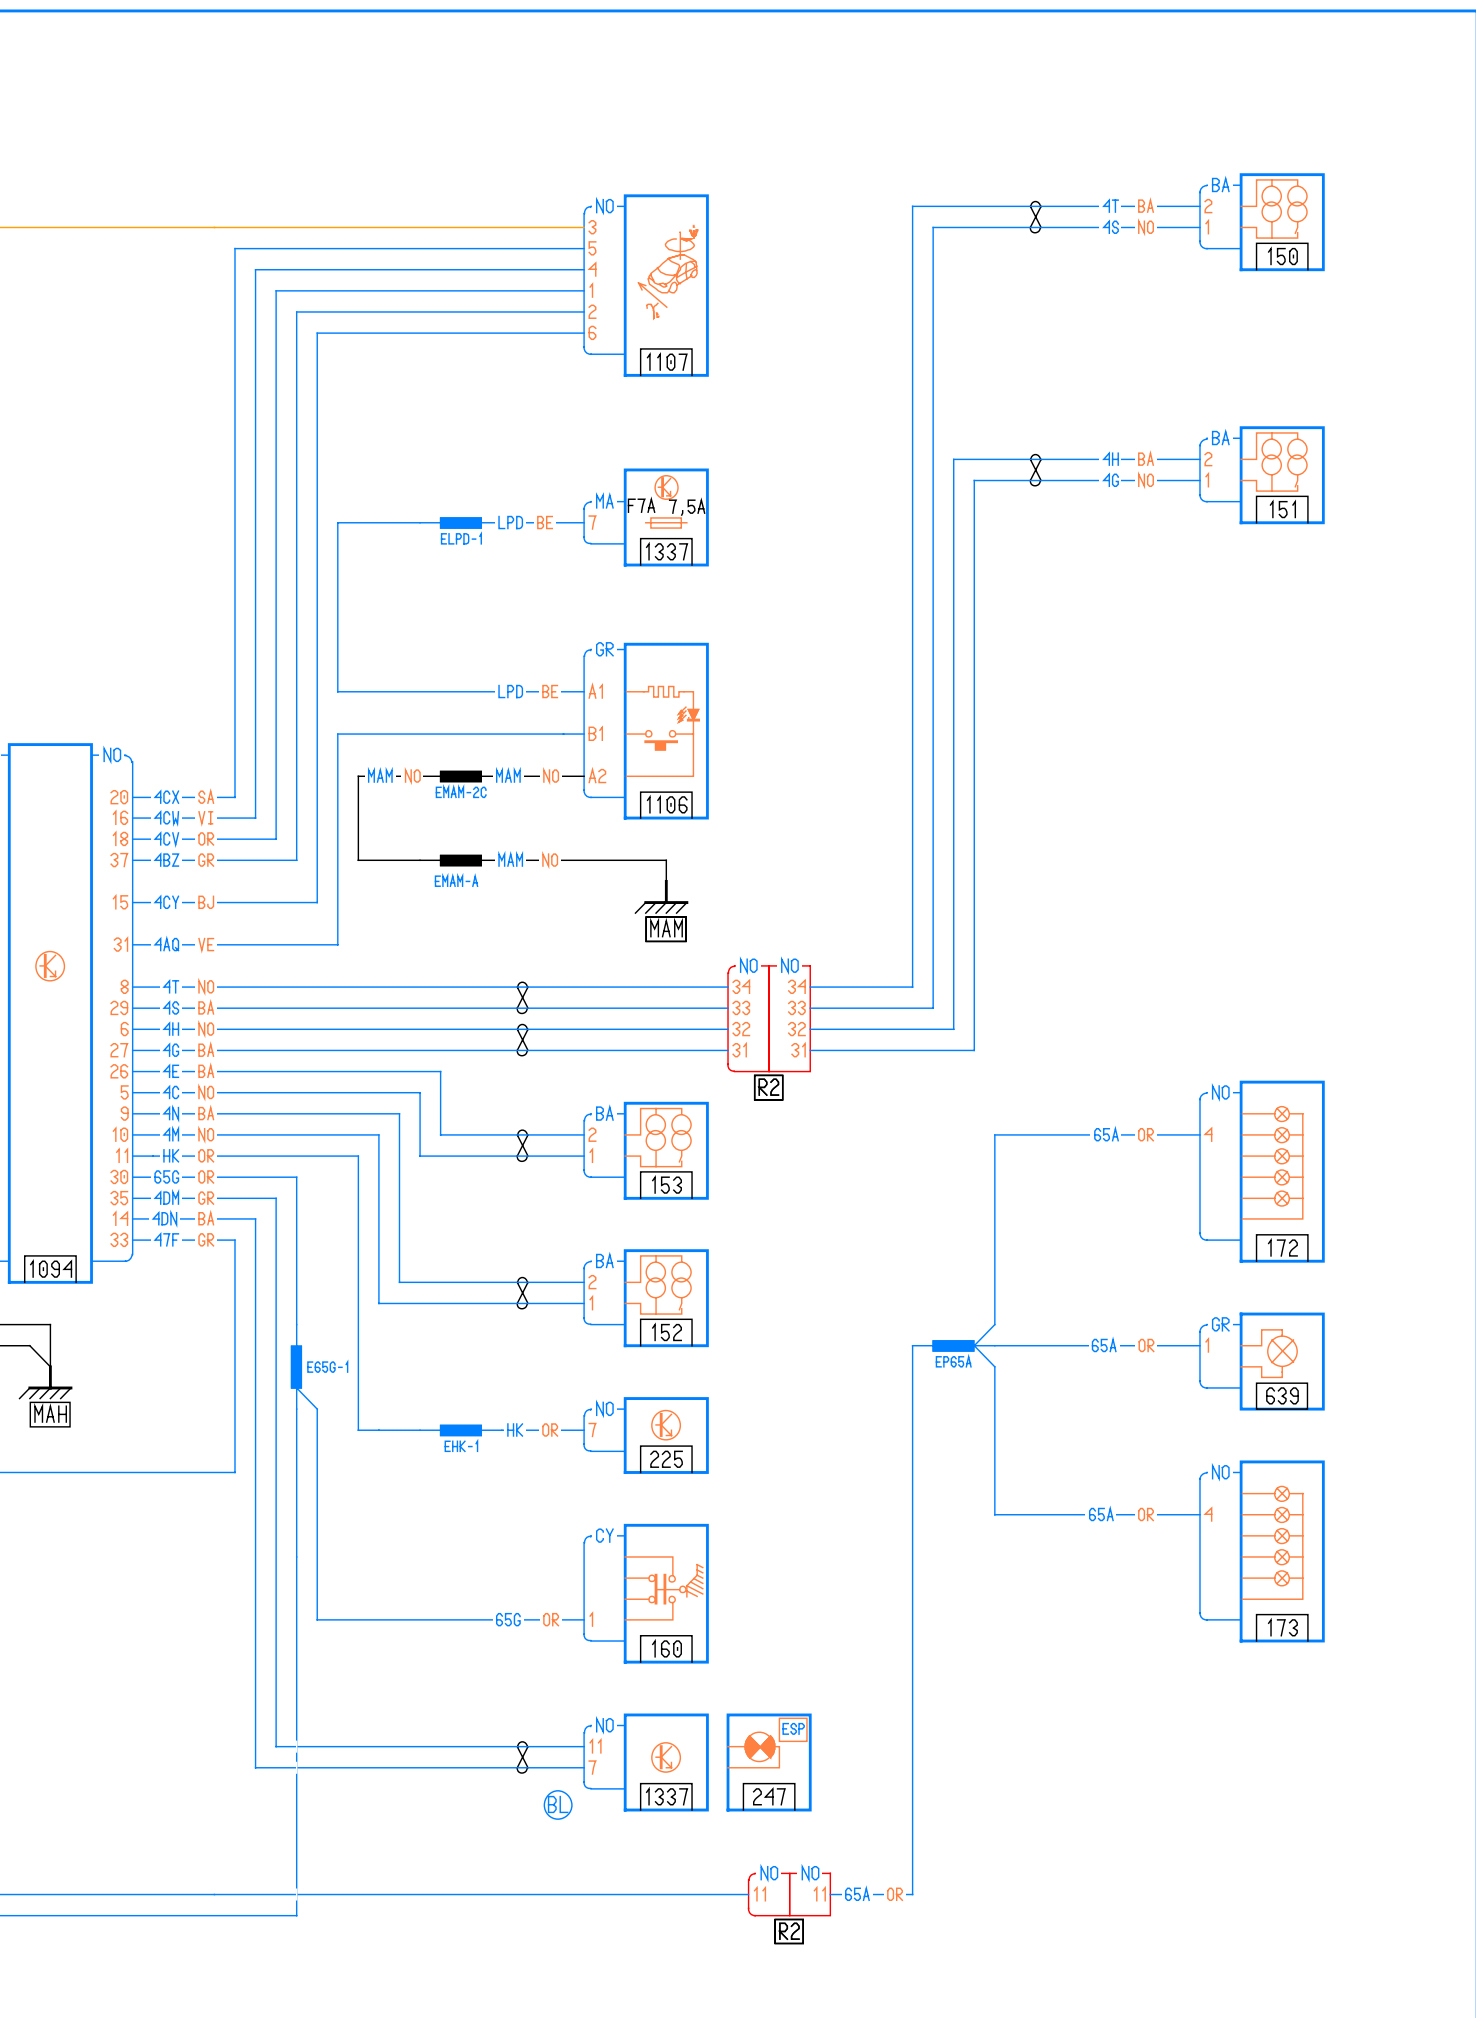 BA
2 4T BA
1 4S NO
150
NO
3
5
4
1
2
6
1107
BA
2 4H BA
1 4G NO
151
MA
F7A 7,5A
LPD BE 7
ELPD-1
1337
GR
LPD BE A1
B1
MAM NO MAM NO A2
EMAM-2C
1106
MAM NO
EMAM-A
MAM
NO
20 4CX SA
16 4CW VI
18 4CV OR
37 4BZ GR
15 4CY BJ
31 4AQ VE
8 4T NO
29 4S BA
6 4H NO
27 4G BA
26 4E BA
5 4C NO
9 4N BA
10 4M NO
11 HK OR
30 65G OR
35 4DM GR
14 4DN BA
33 47F GR
1094
NO NO
34 34
33 33
32 32
31 31
R2
BA
2
1
153
BA
2
1
152
NO
65A OR 4
172
GR
65A OR 1
EP65A
639
E65G-1
MAH
NO
HK OR 7
EHK-1
225
NO
65A OR 4
173
CY
65G OR 1
160
NO
11
7
1337
BL
ESP
247
NO NO
11 11 65A OR
R2